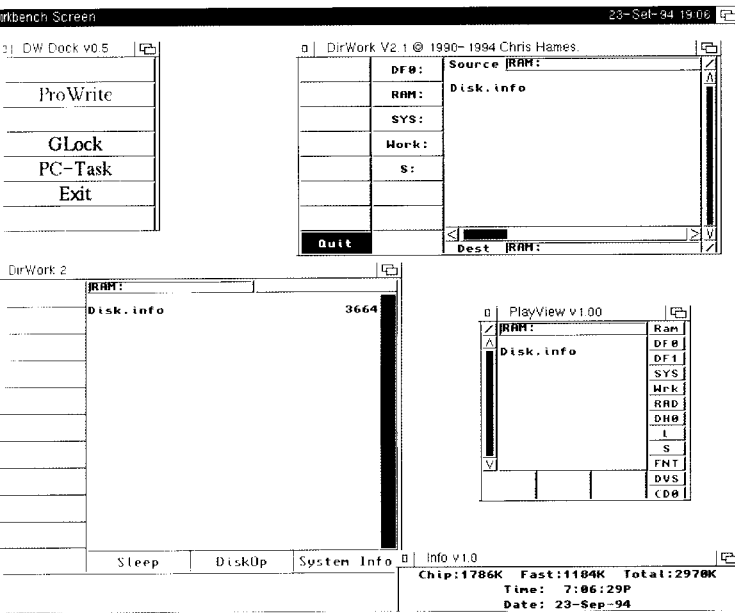 rkbench Screen
23-Sel-94 19:06
DW Dock v0.5
ProWrite
GLock
PC-Task
Exit
DirWork V2.1 © 1990-1994 Chris Hames.
DF0:
RAM:
SYS:
Work:
S:
Quit
Source RAM:
Disk.info
Dest RAM:
DirWork 2
RAM:
Disk.info 3664
Sleep DiskOp System Info
PlayView v1.00
RAM:
Disk.info
Ram
DF0
DF1
SYS
Wrk
RAD
DH0
L
S
FNT
DVS
CD0
Info v1.0
Chip:1786K Fast:1184K Total:2970K
Time: 7:06:29P
Date: 23-Sep-94